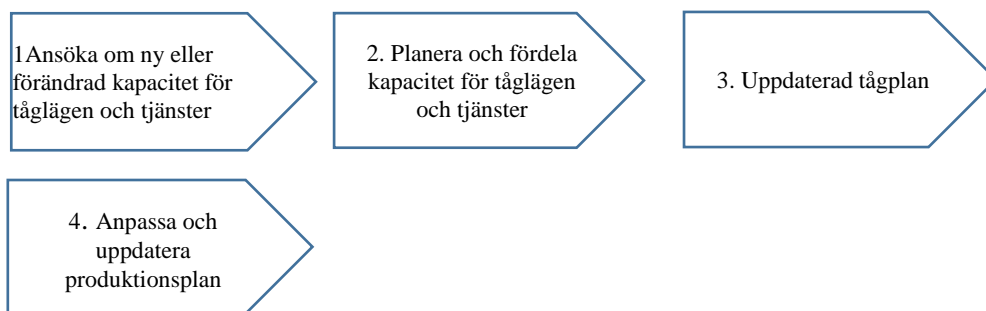 1Ansöka om ny eller
förändrad kapacitet för
tåglägen och tjänster
2. Planera och fördela
kapacitet för tåglägen
och tjänster
3. Uppdaterad tågplan
4. Anpassa och
uppdatera
produktionsplan